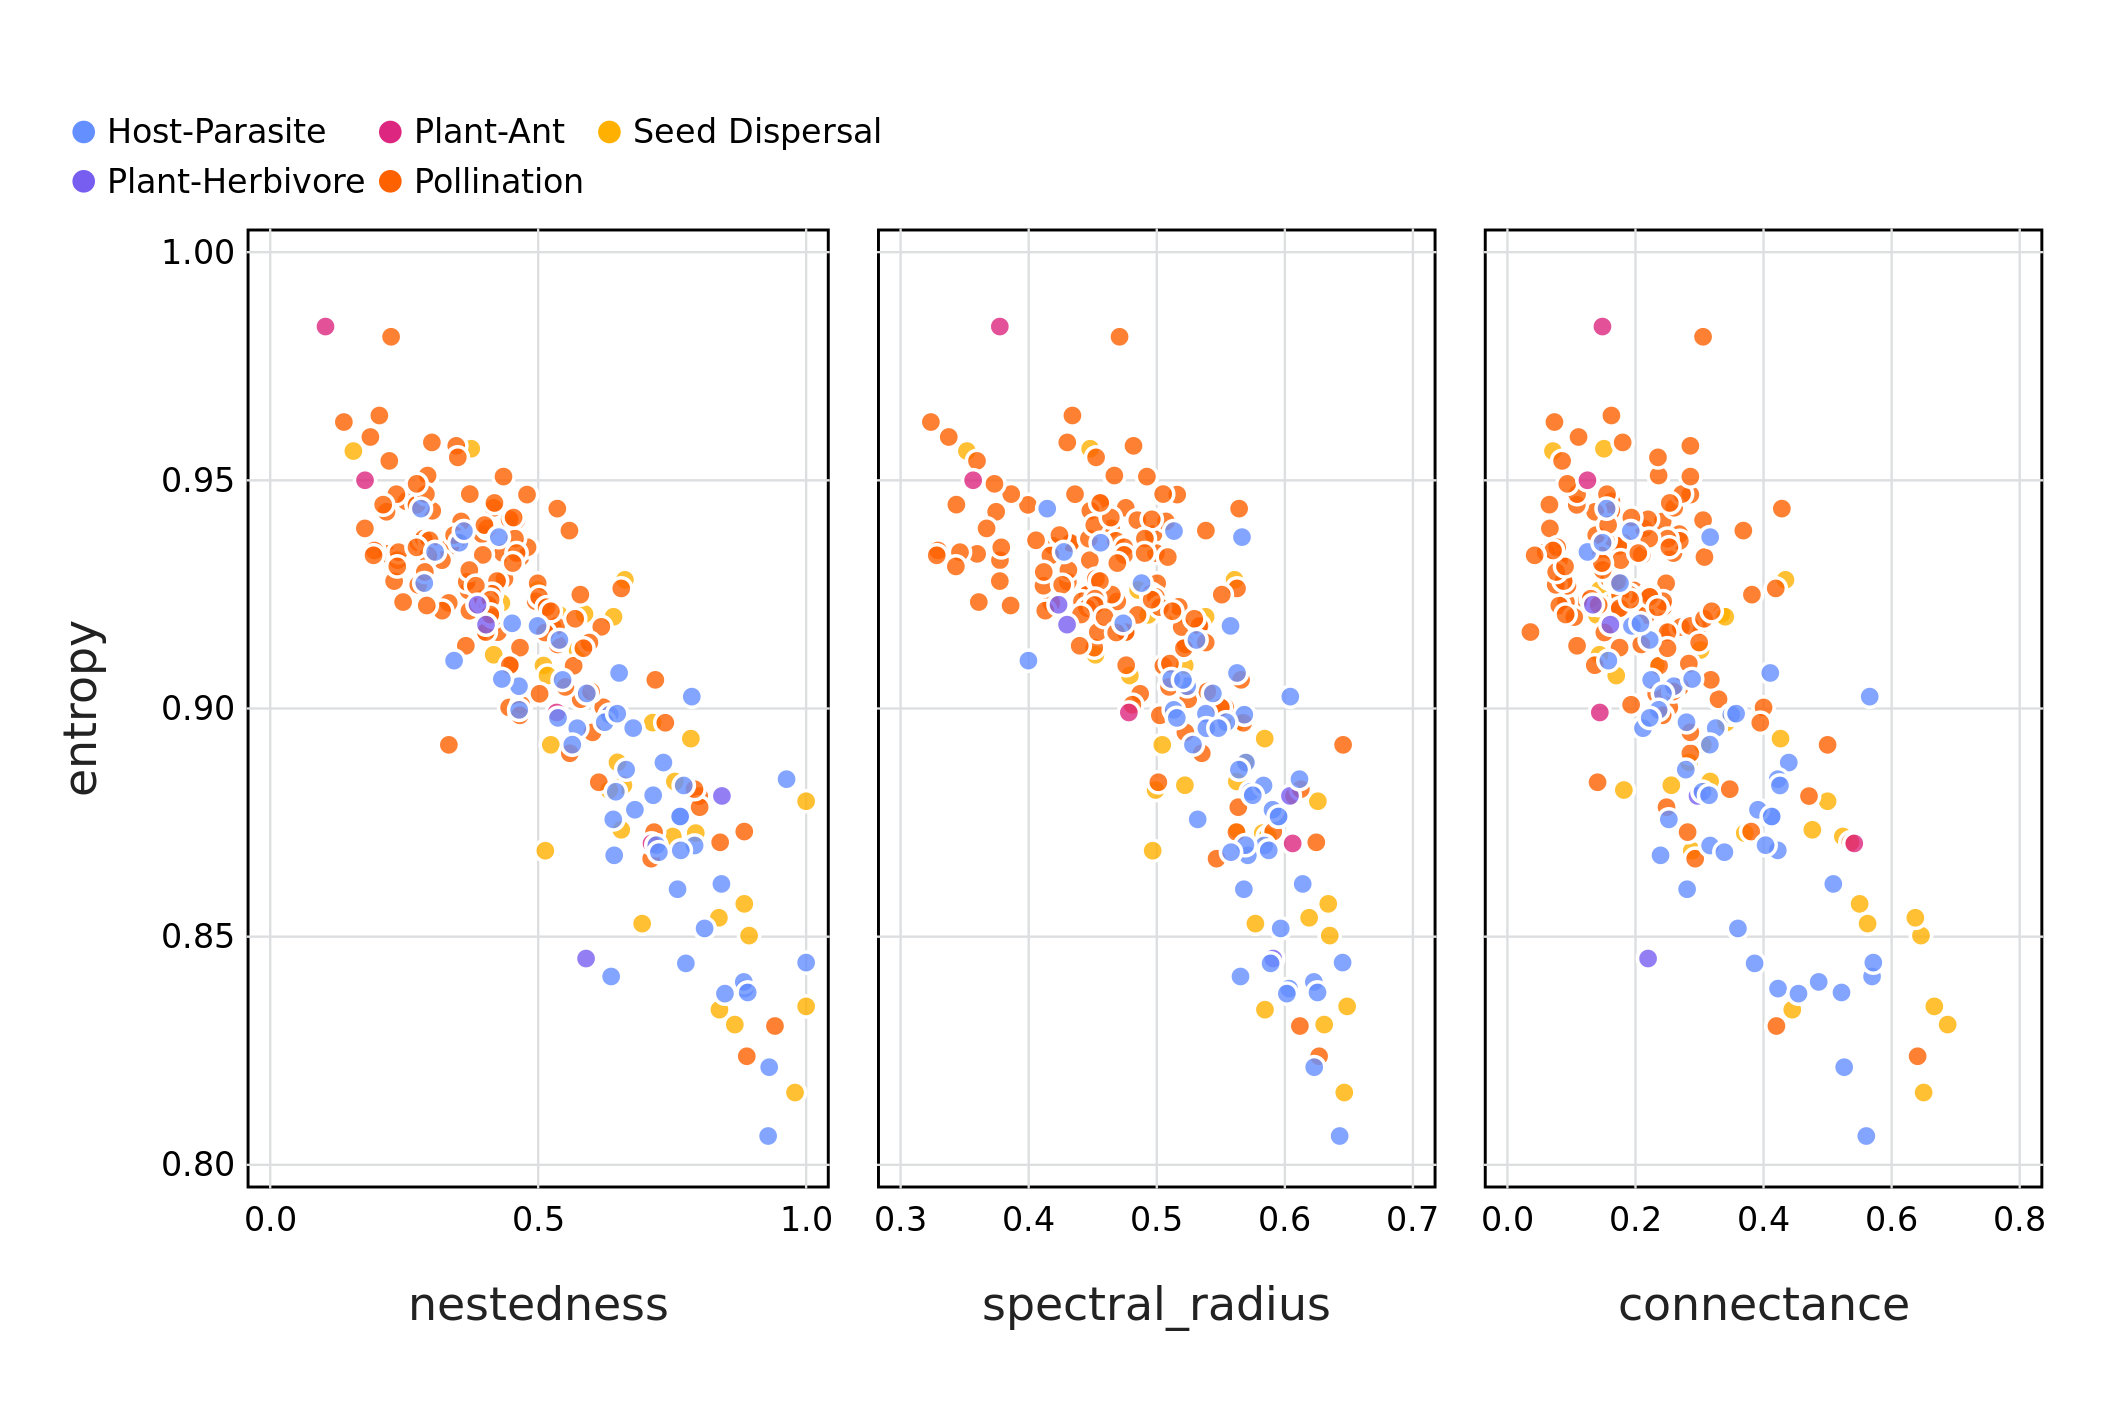 Host-Parasite Plant-Ant Seed Dispersal
Plant-Herbivore Pollination
1.00
0.95
0.90
0.85
0.80
entropy
0.0 0.5 1.0 0.3 0.4 0.5 0.6 0.7 0.0 0.2 0.4 0.6 0.8
nestedness spectral_radius connectance